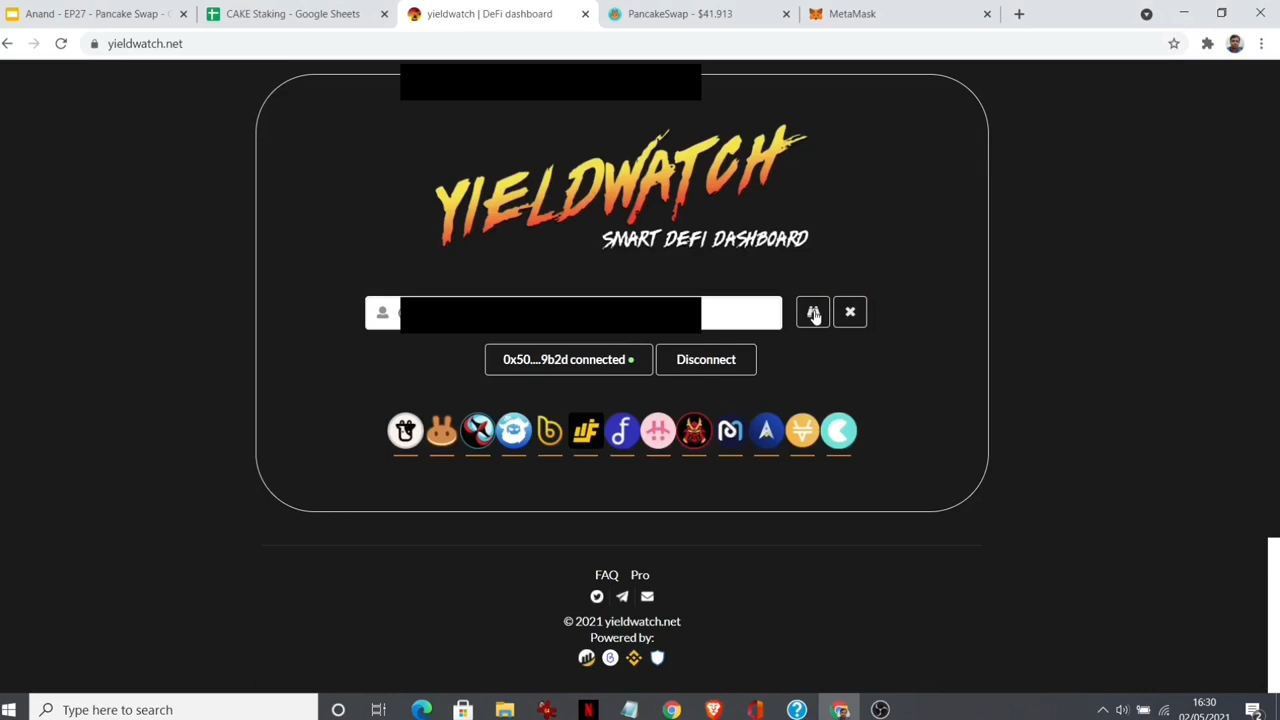 Anand - EP27 - Pancake Swap - G
CAKE Staking - Google Sheets
yieldwatch | DeFi dashboard
PancakeSwap - $41.913
MetaMask
yieldwatch.net
YIELDWATCH
SMART DEFI DASHBOARD
0x50....9b2d connected
Disconnect
FAQ Pro
© 2021 yieldwatch.net
Powered by:
Type here to search
16:30
02/05/2021